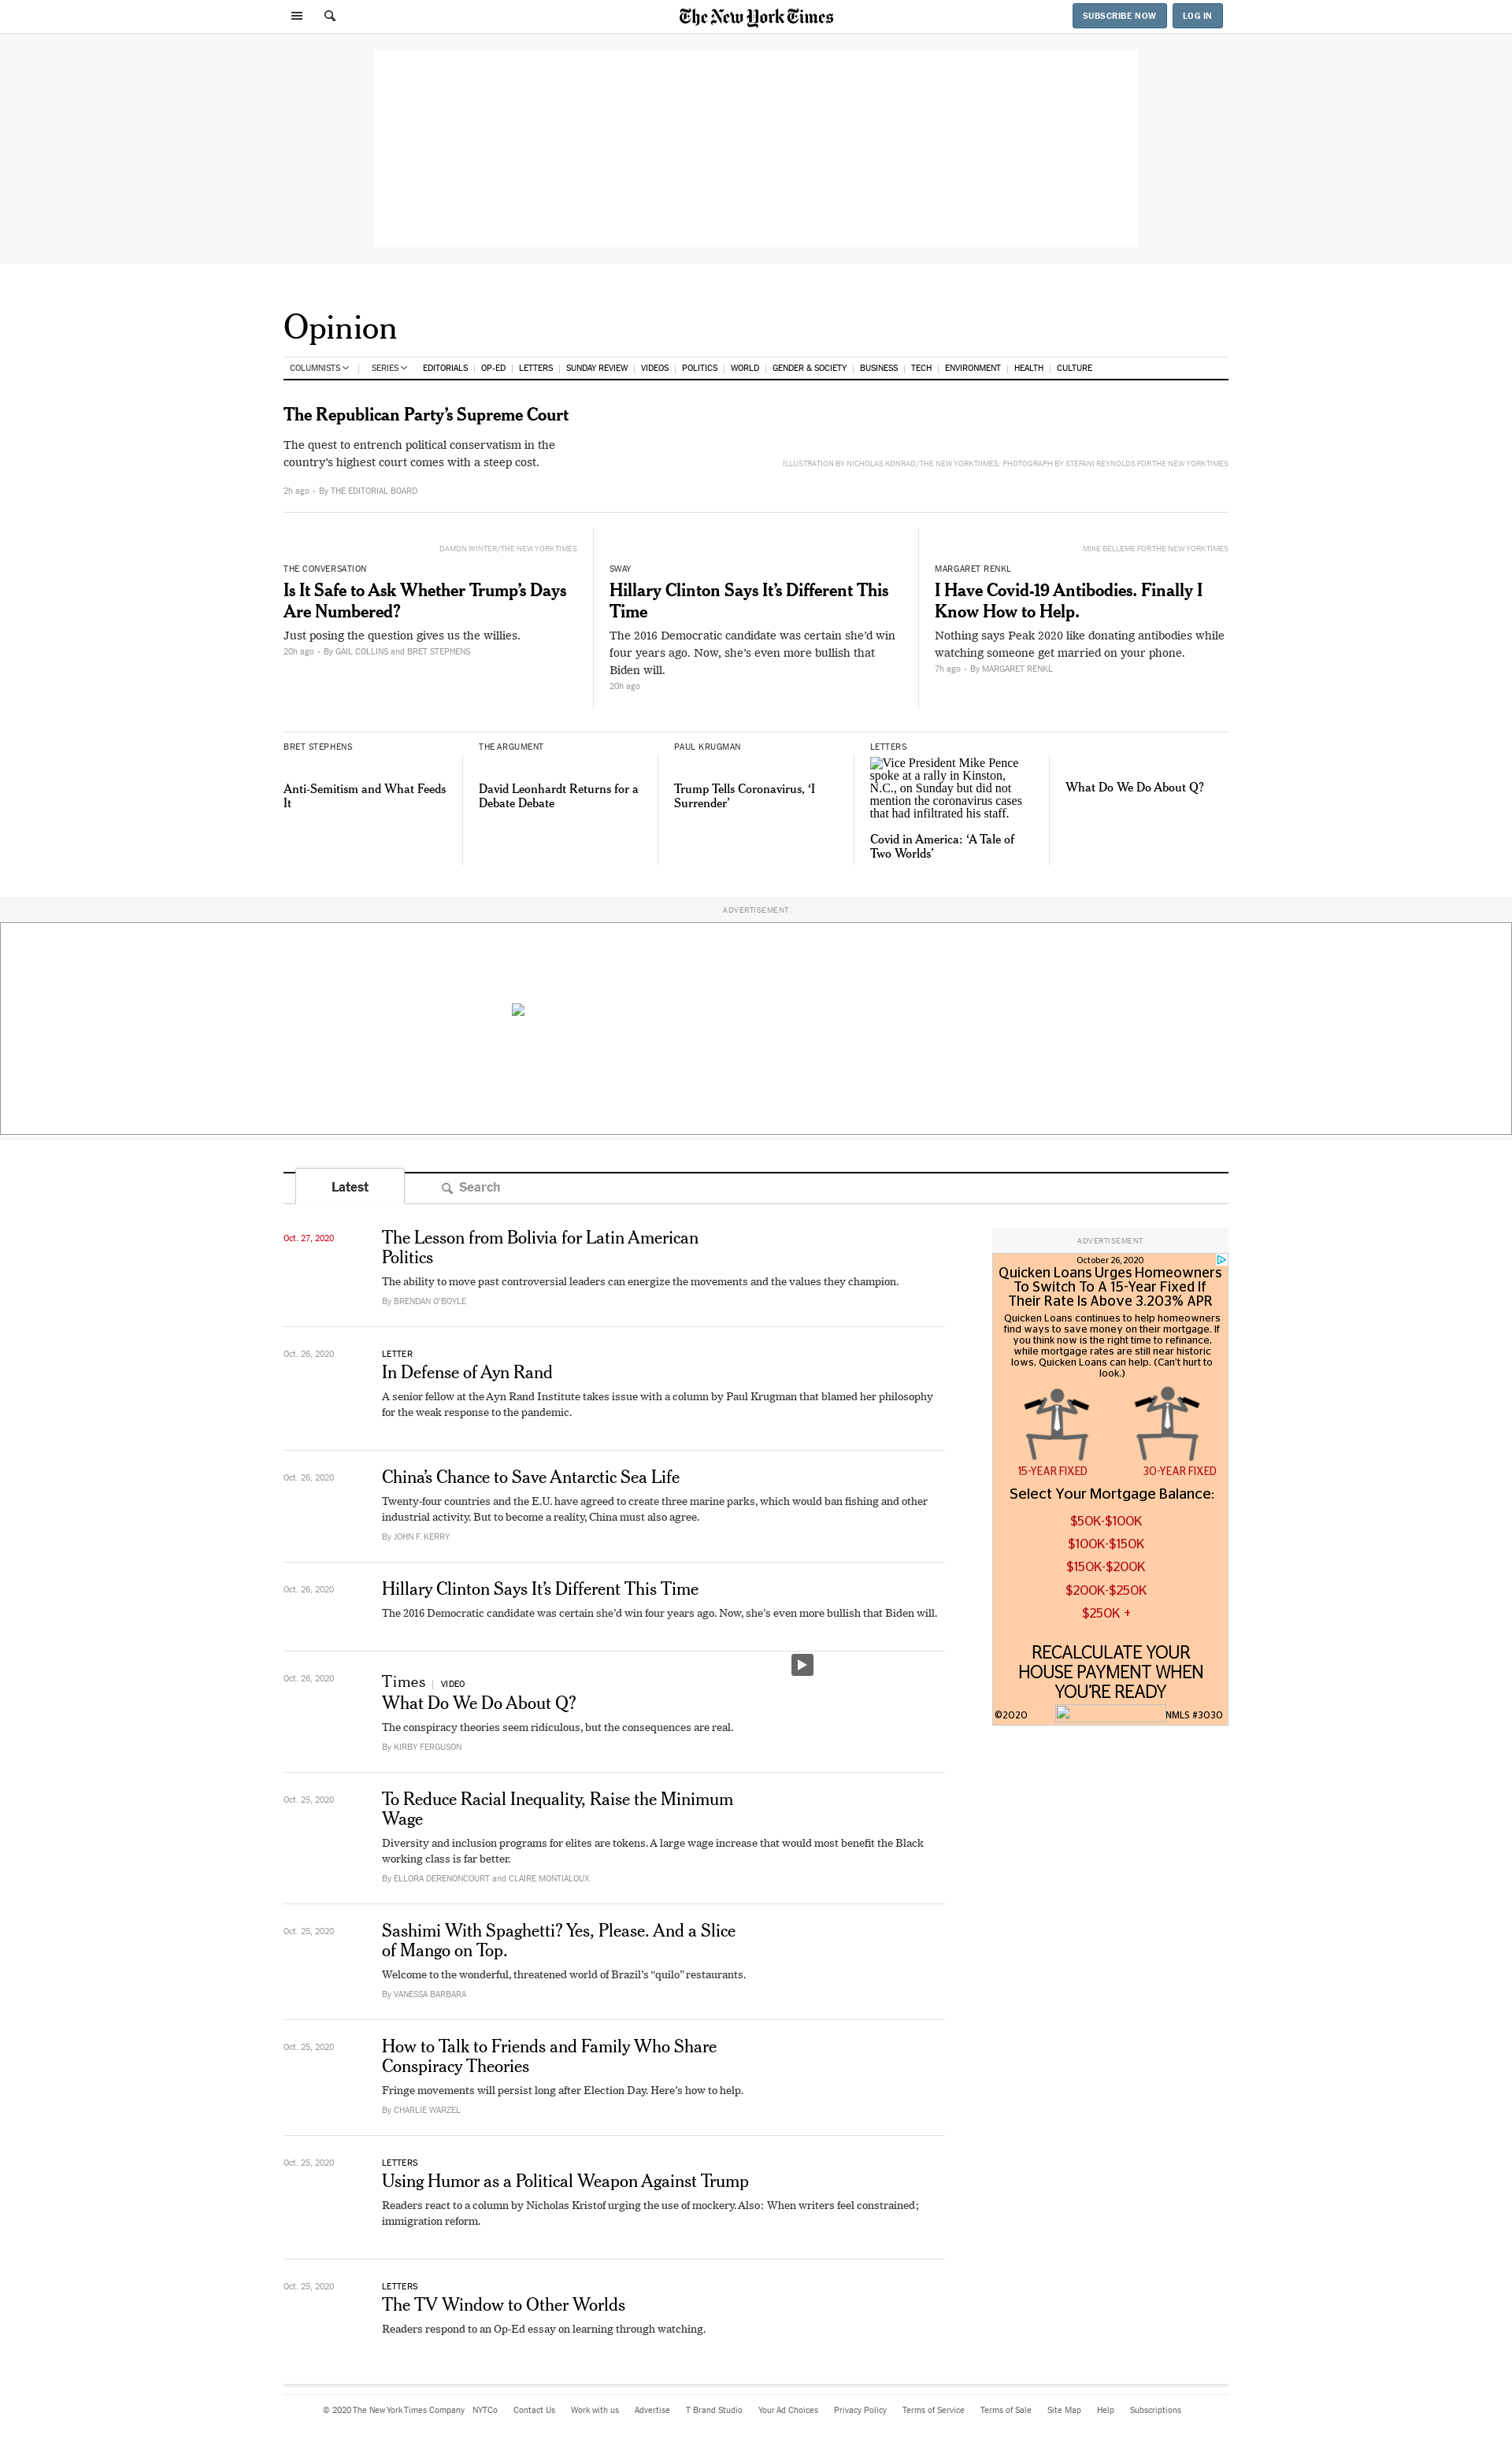 The New York Times
SUBSCRIBE NOW
LOG IN
Opinion
COLUMNISTS
SERIES
EDITORIALS
OP-ED
LETTERS
SUNDAY REVIEW
VIDEOS
POLITICS
WORLD
GENDER & SOCIETY
BUSINESS
TECH
ENVIRONMENT
HEALTH
CULTURE
The Republican Party’s Supreme Court
The quest to entrench political conservatism in the
country’s highest court comes with a steep cost.
2h ago • By THE EDITORIAL BOARD
ILLUSTRATION BY NICHOLAS KONRAD/THE NEW YORK TIIMES; PHOTOGRAPH BY STEFANI REYNOLDS FOR THE NEW YORK TIMES
DAMON WINTER/THE NEW YORK TIMES
THE CONVERSATION
Is It Safe to Ask Whether Trump’s Days
Are Numbered?
Just posing the question gives us the willies.
20h ago • By GAIL COLLINS and BRET STEPHENS
SWAY
Hillary Clinton Says It’s Different This
Time
The 2016 Democratic candidate was certain she’d win
four years ago. Now, she’s even more bullish that
Biden will.
20h ago
MIKE BELLEME FOR THE NEW YORK TIMES
MARGARET RENKL
I Have Covid-19 Antibodies. Finally I
Know How to Help.
Nothing says Peak 2020 like donating antibodies while
watching someone get married on your phone.
7h ago • By MARGARET RENKL
BRET STEPHENS
Anti-Semitism and What Feeds
It
THE ARGUMENT
David Leonhardt Returns for a
Debate Debate
PAUL KRUGMAN
Trump Tells Coronavirus, ‘I
Surrender’
LETTERS
Vice President Mike Pence
spoke at a rally in Kinston,
N.C., on Sunday but did not
mention the coronavirus cases
that had infiltrated his staff.
Covid in America: ‘A Tale of
Two Worlds’
What Do We Do About Q?
ADVERTISEMENT
Latest
Search
Oct. 27, 2020
The Lesson from Bolivia for Latin American
Politics
The ability to move past controversial leaders can energize the movements and the values they champion.
By BRENDAN O’BOYLE
Oct. 26, 2020
LETTER
In Defense of Ayn Rand
A senior fellow at the Ayn Rand Institute takes issue with a column by Paul Krugman that blamed her philosophy
for the weak response to the pandemic.
Oct. 26, 2020
China’s Chance to Save Antarctic Sea Life
Twenty-four countries and the E.U. have agreed to create three marine parks, which would ban fishing and other
industrial activity. But to become a reality, China must also agree.
By JOHN F. KERRY
Oct. 26, 2020
Hillary Clinton Says It’s Different This Time
The 2016 Democratic candidate was certain she’d win four years ago. Now, she’s even more bullish that Biden will.
Oct. 26, 2020
Times | VIDEO
What Do We Do About Q?
The conspiracy theories seem ridiculous, but the consequences are real.
By KIRBY FERGUSON
Oct. 25, 2020
To Reduce Racial Inequality, Raise the Minimum
Wage
Diversity and inclusion programs for elites are tokens. A large wage increase that would most benefit the Black
working class is far better.
By ELLORA DERENONCOURT and CLAIRE MONTIALOUX
Oct. 25, 2020
Sashimi With Spaghetti? Yes, Please. And a Slice
of Mango on Top.
Welcome to the wonderful, threatened world of Brazil’s “quilo” restaurants.
By VANESSA BARBARA
Oct. 25, 2020
How to Talk to Friends and Family Who Share
Conspiracy Theories
Fringe movements will persist long after Election Day. Here’s how to help.
By CHARLIE WARZEL
Oct. 25, 2020
LETTERS
Using Humor as a Political Weapon Against Trump
Readers react to a column by Nicholas Kristof urging the use of mockery. Also: When writers feel constrained;
immigration reform.
Oct. 25, 2020
LETTERS
The TV Window to Other Worlds
Readers respond to an Op-Ed essay on learning through watching.
ADVERTISEMENT
October 26, 2020
Quicken Loans Urges Homeowners
To Switch To A 15-Year Fixed If
Their Rate Is Above 3.203% APR
Quicken Loans continues to help homeowners
find ways to save money on their mortgage. If
you think now is the right time to refinance,
while mortgage rates are still near historic
lows, Quicken Loans can help. (Can't hurt to
look.)
15-YEAR FIXED
30-YEAR FIXED
Select Your Mortgage Balance:
$50K-$100K
$100K-$150K
$150K-$200K
$200K-$250K
$250K +
RECALCULATE YOUR
HOUSE PAYMENT WHEN
YOU'RE READY
©2020
NMLS #3030
© 2020 The New York Times Company
NYTCo
Contact Us
Work with us
Advertise
T Brand Studio
Your Ad Choices
Privacy Policy
Terms of Service
Terms of Sale
Site Map
Help
Subscriptions